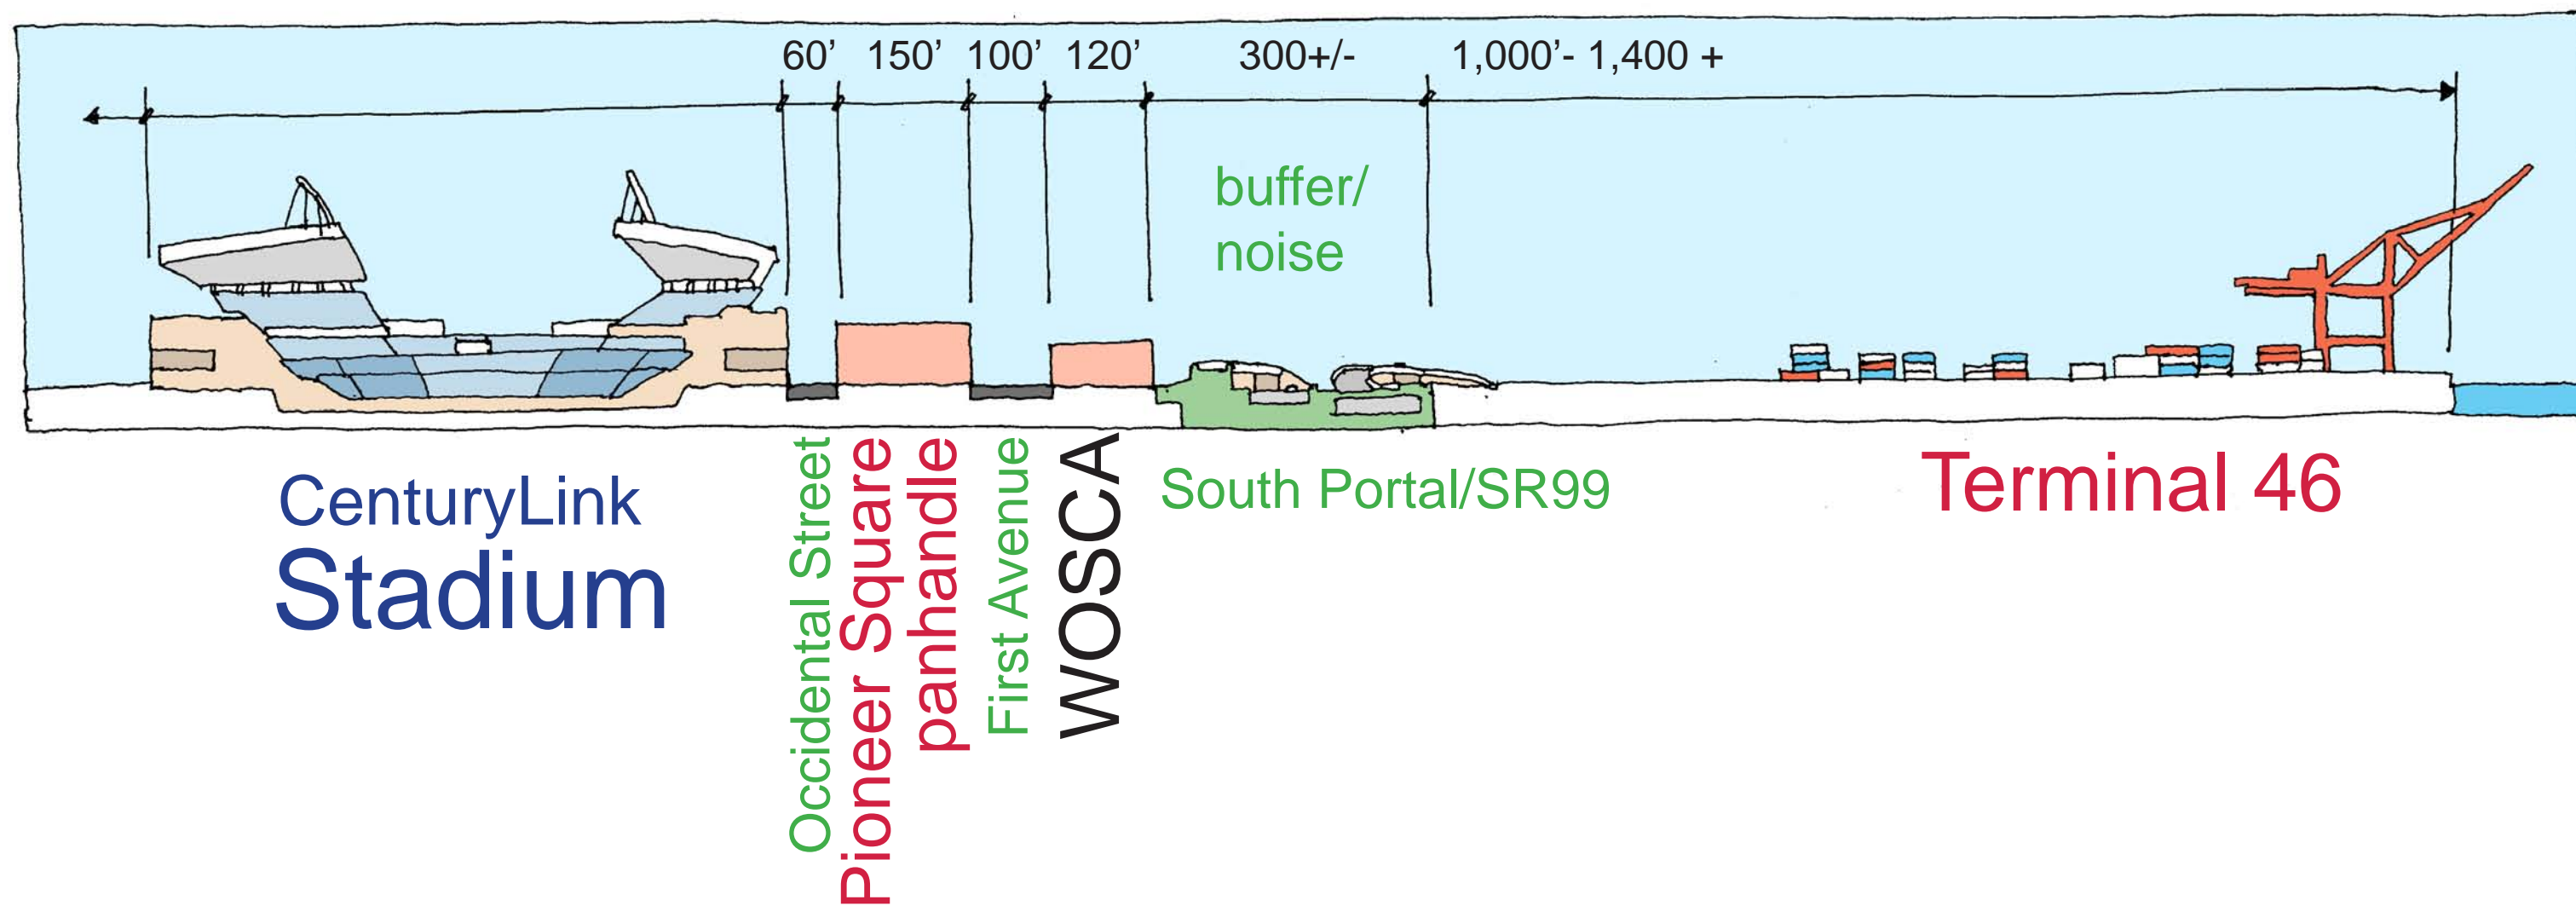 60’ 150’ 100’ 120’ 300+/- 1,000’- 1,400 +
buffer/
noise
CenturyLink
Stadium
Occidental Street
Pioneer Square
panhandle
First Avenue
WOSCA
South Portal/SR99
Terminal 46